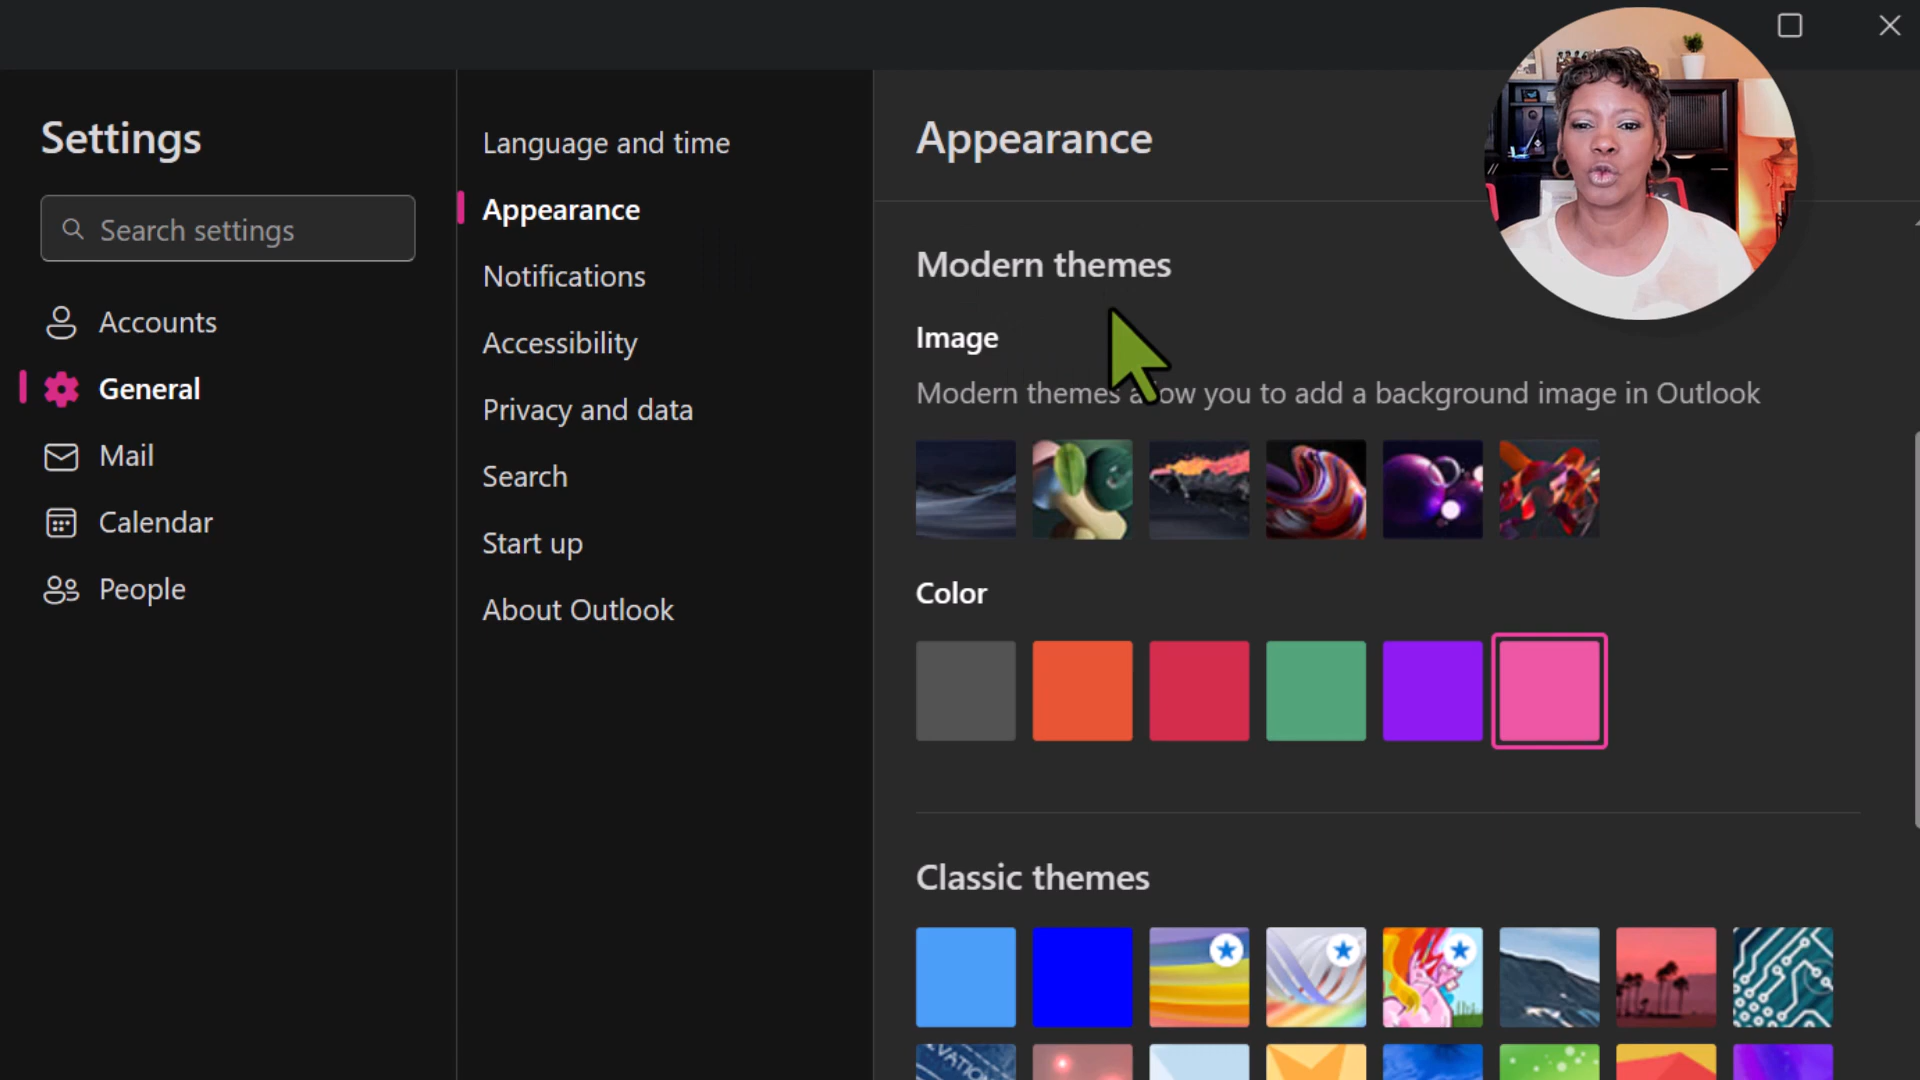 Settings
Search settings
Accounts
General
Mail
Calendar
People
Language and time
Appearance
Notifications
Accessibility
Privacy and data
Search
Start up
About Outlook
Appearance
Modern themes
Image
Modern themes allow you to add a background image in Outlook
Color
Classic themes